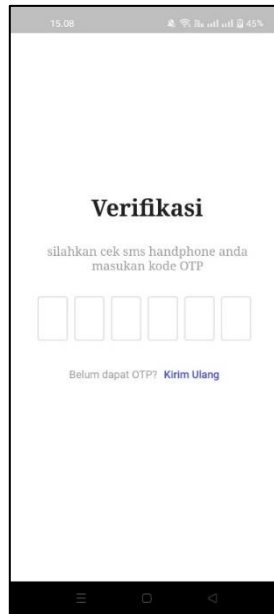 15.08
45%
Verifikasi
silahkan cek sms handphone anda
masukan kode OTP
Belum dapat OTP? Kirim Ulang